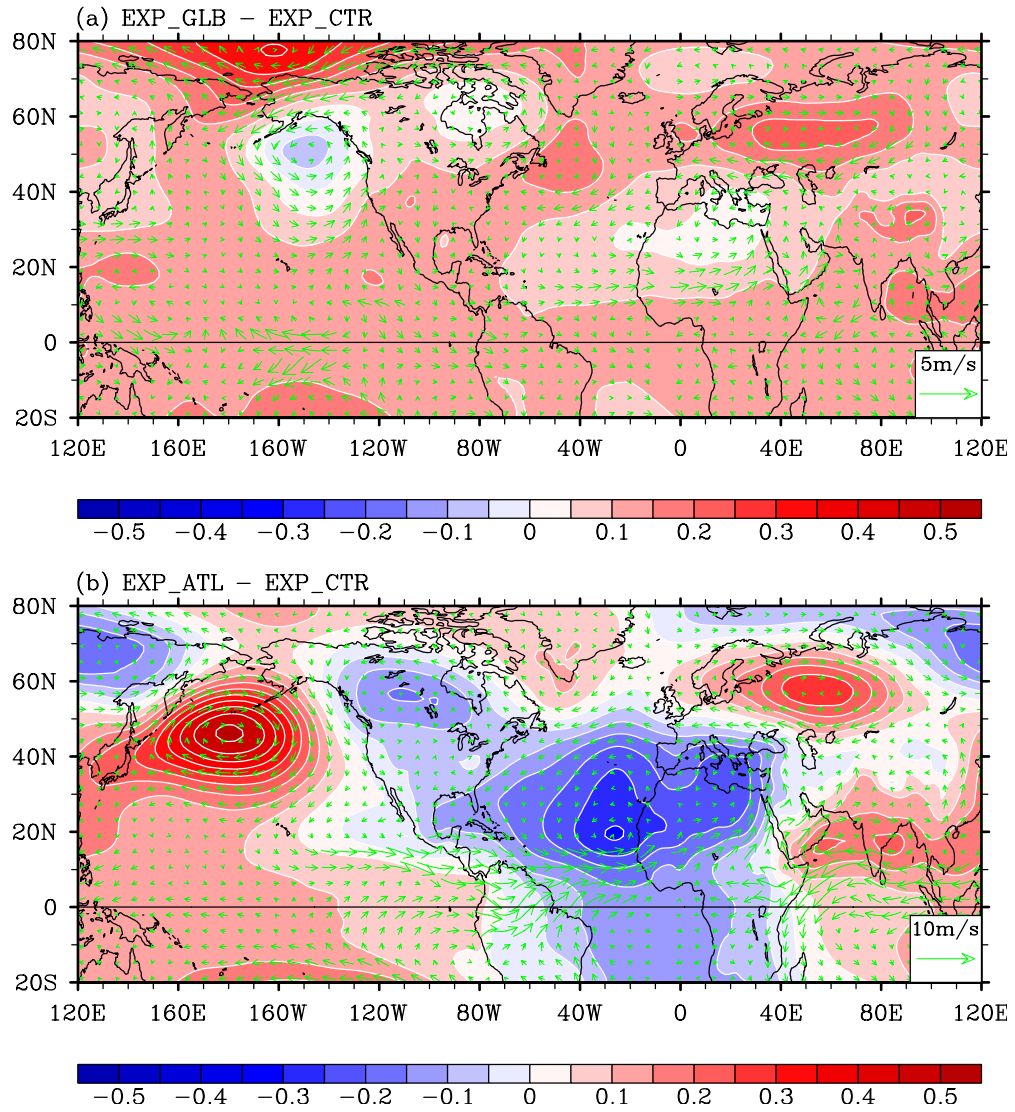 (a) EXP_GLB − EXP_CTR
80N
60N
40N
20N
0
20S
5m/s
120E 160E 160W 120W 80W 40W 0 40E 80E 120E
−0.5 −0.4 −0.3 −0.2 −0.1 0 0.1 0.2 0.3 0.4 0.5
(b) EXP_ATL − EXP_CTR
80N
60N
40N
20N
0
20S
10m/s
120E 160E 160W 120W 80W 40W 0 40E 80E 120E
−0.5 −0.4 −0.3 −0.2 −0.1 0 0.1 0.2 0.3 0.4 0.5